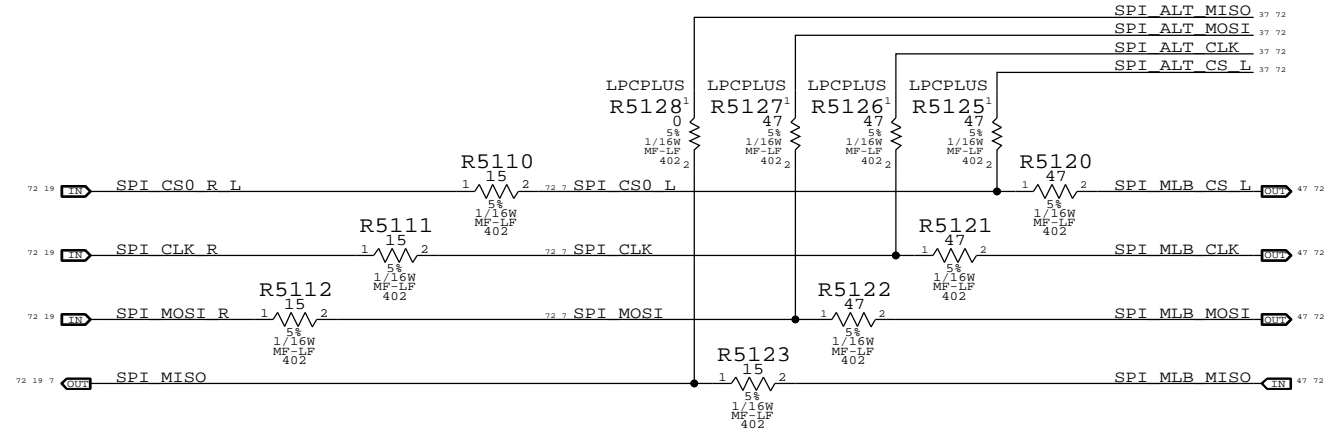 SPI_ALT_MISO 37 72
SPI_ALT_MOSI 37 72
SPI_ALT_CLK 37 72
SPI_ALT_CS_L 37 72
LPCPLUS LPCPLUS LPCPLUS LPCPLUS
R5128 1 R5127 1 R5126 1 R5125 1
0 47 47 47
5% 5% 5% 5%
1/16W 1/16W 1/16W 1/16W
MF-LF MF-LF MF-LF MF-LF
402 2 402 2 402 2 402 2
R5110 R5120
15 47
72 19 IN SPI_CS0_R_L 1 2 72 7 SPI_CS0_L 1 2 SPI_MLB_CS_L OUT 47 72
5% 5%
1/16W 1/16W
MF-LF MF-LF
402 402
R5111 R5121
15 47
72 19 IN SPI_CLK_R 1 2 72 7 SPI_CLK 1 2 SPI_MLB_CLK OUT 47 72
5% 5%
1/16W 1/16W
MF-LF MF-LF
402 402
R5112 R5122
15 47
72 19 IN SPI_MOSI_R 1 2 72 7 SPI_MOSI 1 2 SPI_MLB_MOSI OUT 47 72
5% 5%
1/16W 1/16W
MF-LF MF-LF
402 402
R5123
15
72 19 7 OUT SPI_MISO 1 2 SPI_MLB_MISO IN 47 72
5%
1/16W
MF-LF
402